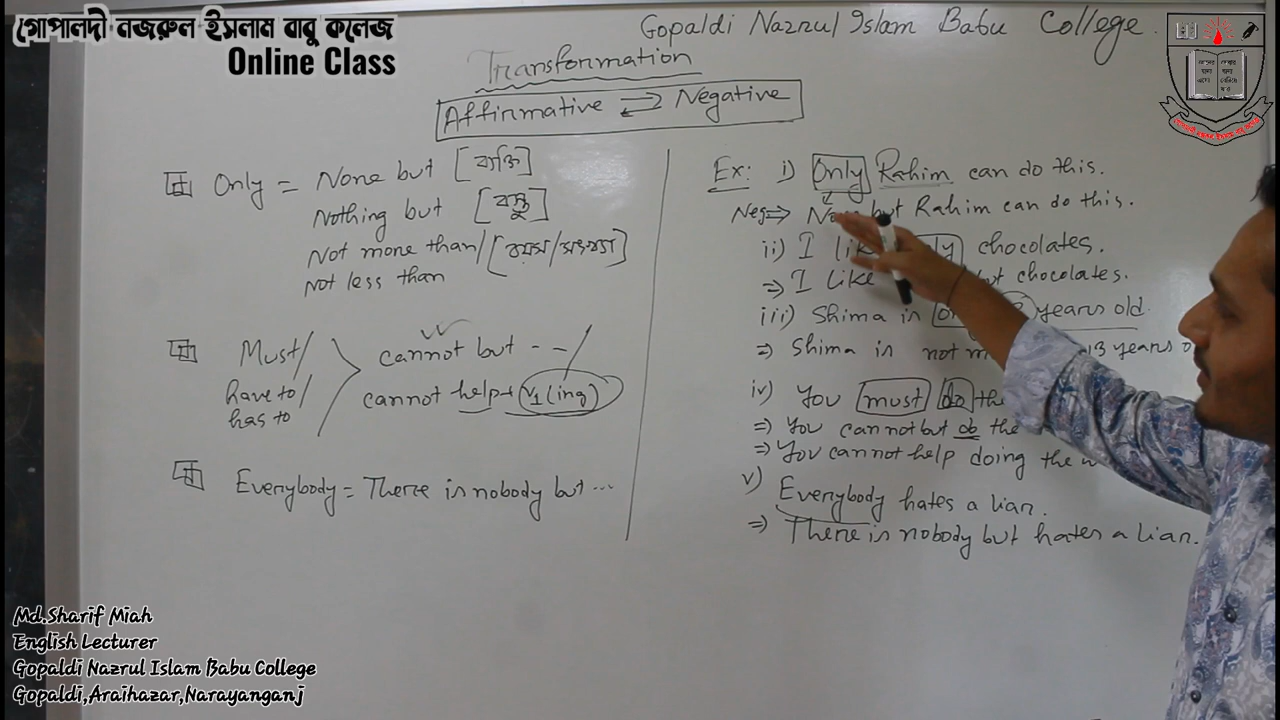 গোপালদী নজরুল ইসলাম বাবু কলেজ
Online Class
Gopaldi Nazrul Islam Babu College.
Transformation
Affirmative ⇄ Negative
Only = None but [ব্যক্তি]
Nothing but [বস্তু]
Not more than/ [বয়স/সংখ্যা]
not less than
Must/
have to/
has to
cannot but - -
cannot help + V1(ing)
Everybody = There is nobody but ...
Ex: i) Only Rahim can do this.
Neg => None but Rahim can do this.
ii) I like only chocolates.
=> I Like but chocolates.
iii) Shima is years old.
=> Shima is not 13 years
iv) You must do the
=> You cannot but do the
=> You cannot help doing the w
v) Everybody hates a liar.
=> There is nobody but hates a liar.
Md.Sharif Miah
English Lecturer
Gopaldi Nazrul Islam Babu College
Gopaldi,Araihazar,Narayanganj